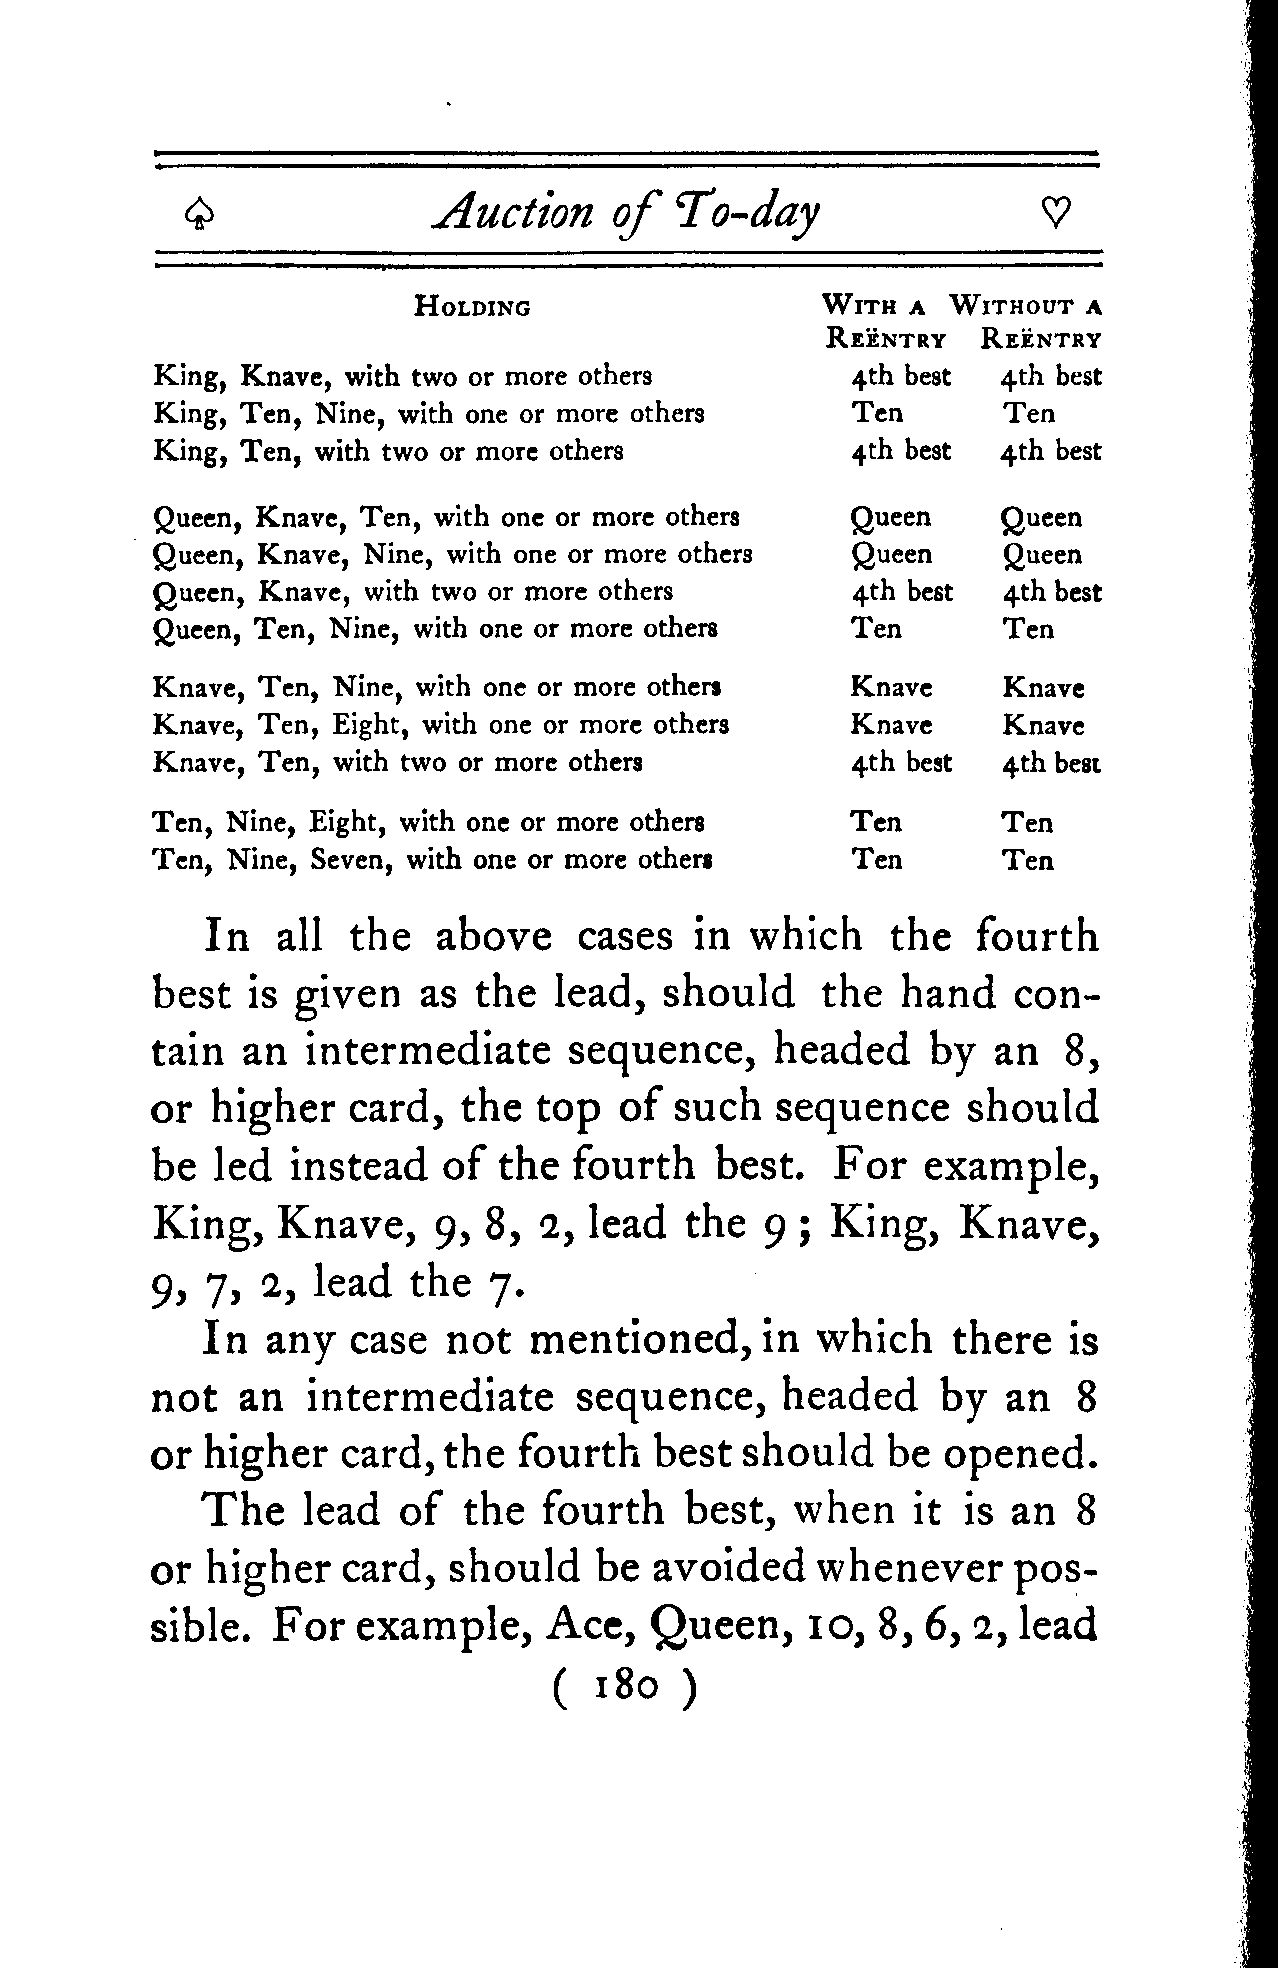 ♤ Auction of To-day ♡
HOLDING WITH A WITHOUT A
REËNTRY REËNTRY
King, Knave, with two or more others 4th best 4th best
King, Ten, Nine, with one or more others Ten Ten
King, Ten, with two or more others 4th best 4th best
Queen, Knave, Ten, with one or more others Queen Queen
Queen, Knave, Nine, with one or more others Queen Queen
Queen, Knave, with two or more others 4th best 4th best
Queen, Ten, Nine, with one or more others Ten Ten
Knave, Ten, Nine, with one or more others Knave Knave
Knave, Ten, Eight, with one or more others Knave Knave
Knave, Ten, with two or more others 4th best 4th best
Ten, Nine, Eight, with one or more others Ten Ten
Ten, Nine, Seven, with one or more others Ten Ten
In all the above cases in which the fourth
best is given as the lead, should the hand con-
tain an intermediate sequence, headed by an 8,
or higher card, the top of such sequence should
be led instead of the fourth best. For example,
King, Knave, 9, 8, 2, lead the 9 ; King, Knave,
9, 7, 2, lead the 7.
In any case not mentioned, in which there is
not an intermediate sequence, headed by an 8
or higher card, the fourth best should be opened.
The lead of the fourth best, when it is an 8
or higher card, should be avoided whenever pos-
sible. For example, Ace, Queen, 10, 8, 6, 2, lead
( 180 )